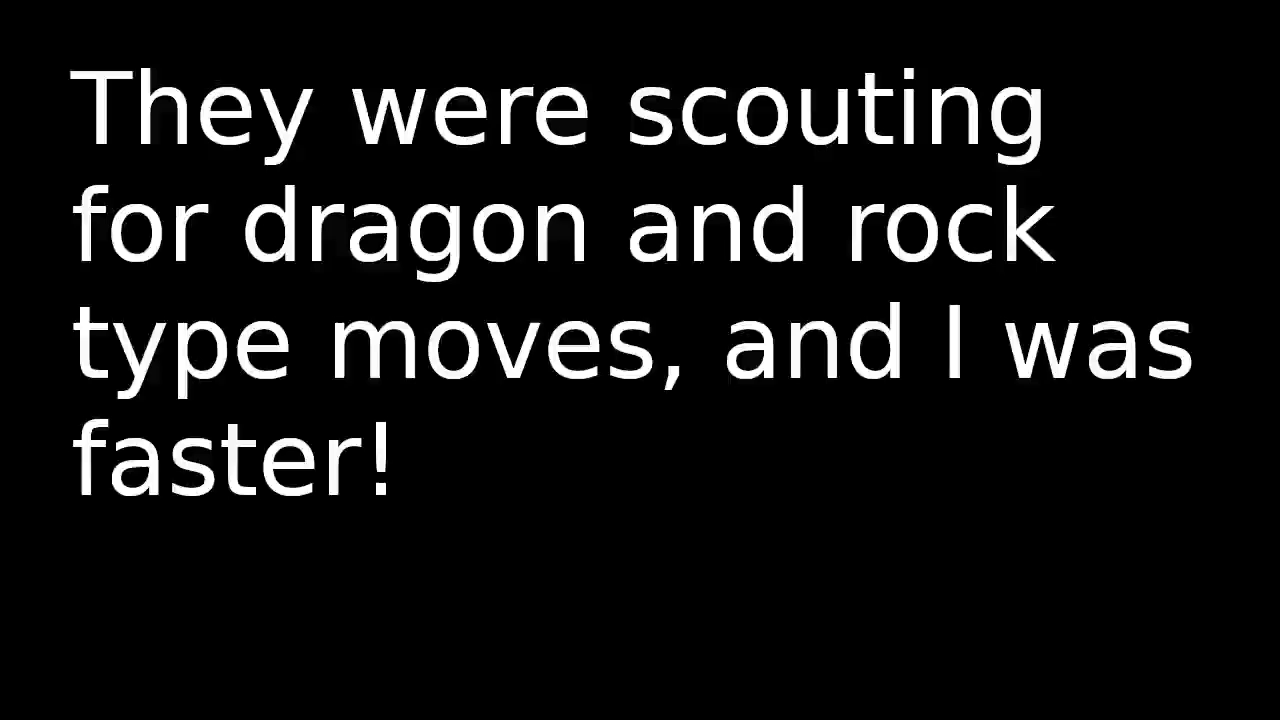 They were scouting
for dragon and rock
type moves, and I was
faster!